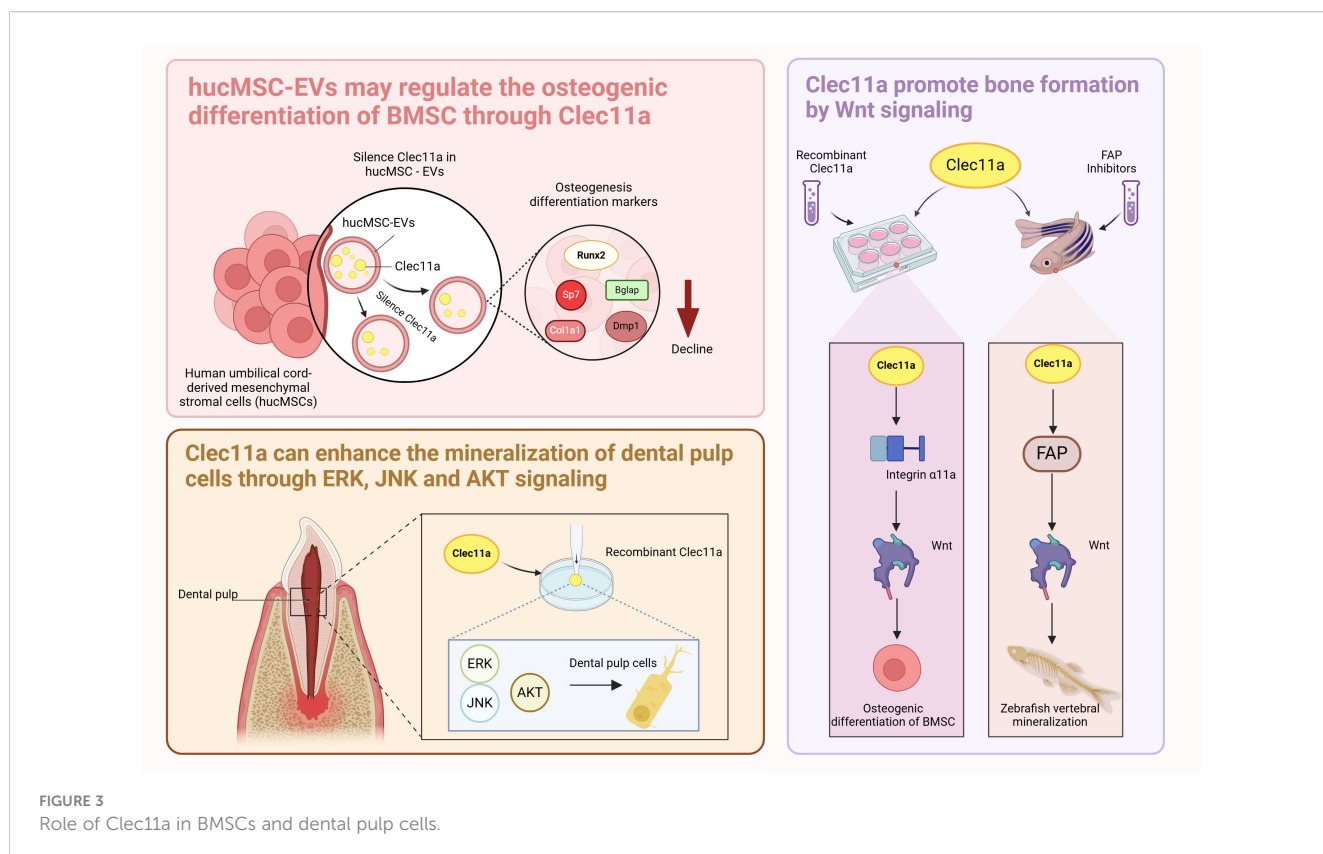 hucMSC-EVs may regulate the osteogenic
differentiation of BMSC through Clec11a
Silence Clec11a in
hucMSC - EVs
hucMSC-EVs
Clec11a
Silence Clec11a
Human umbilical cord-
derived mesenchymal
stromal cells (hucMSCs)
Osteogenesis
differentiation markers
Runx2
Sp7
Bglap
Col1a1
Dmp1
Decline
Clec11a can enhance the mineralization of dental pulp
cells through ERK, JNK and AKT signaling
Dental pulp
Clec11a
Recombinant Clec11a
ERK
JNK
AKT
Dental pulp cells
Clec11a promote bone formation
by Wnt signaling
Recombinant
Clec11a
Clec11a
FAP
Inhibitors
Clec11a
Integrin α11a
Wnt
Osteogenic
differentiation of BMSC
Clec11a
FAP
Wnt
Zebrafish vertebral
mineralization
FIGURE 3
Role of Clec11a in BMSCs and dental pulp cells.